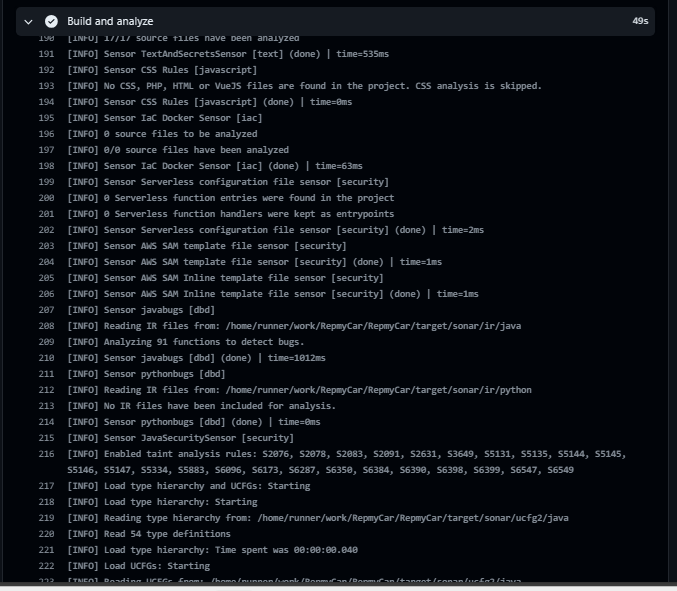 Build and analyze
49s
190 [INFO] 17/17 source files have been analyzed
191 [INFO] Sensor TextAndSecretsSensor [text] (done) | time=535ms
192 [INFO] Sensor CSS Rules [javascript]
193 [INFO] No CSS, PHP, HTML or VueJS files are found in the project. CSS analysis is skipped.
194 [INFO] Sensor CSS Rules [javascript] (done) | time=0ms
195 [INFO] Sensor IaC Docker Sensor [iac]
196 [INFO] 0 source files to be analyzed
197 [INFO] 0/0 source files have been analyzed
198 [INFO] Sensor IaC Docker Sensor [iac] (done) | time=63ms
199 [INFO] Sensor Serverless configuration file sensor [security]
200 [INFO] 0 Serverless function entries were found in the project
201 [INFO] 0 Serverless function handlers were kept as entrypoints
202 [INFO] Sensor Serverless configuration file sensor [security] (done) | time=2ms
203 [INFO] Sensor AWS SAM template file sensor [security]
204 [INFO] Sensor AWS SAM template file sensor [security] (done) | time=1ms
205 [INFO] Sensor AWS SAM Inline template file sensor [security]
206 [INFO] Sensor AWS SAM Inline template file sensor [security] (done) | time=1ms
207 [INFO] Sensor javabugs [dbd]
208 [INFO] Reading IR files from: /home/runner/work/RepmyCar/RepmyCar/target/sonar/ir/java
209 [INFO] Analyzing 91 functions to detect bugs.
210 [INFO] Sensor javabugs [dbd] (done) | time=1012ms
211 [INFO] Sensor pythonbugs [dbd]
212 [INFO] Reading IR files from: /home/runner/work/RepmyCar/RepmyCar/target/sonar/ir/python
213 [INFO] No IR files have been included for analysis.
214 [INFO] Sensor pythonbugs [dbd] (done) | time=0ms
215 [INFO] Sensor JavaSecuritySensor [security]
216 [INFO] Enabled taint analysis rules: S2076, S2078, S2083, S2091, S2631, S3649, S5131, S5135, S5144, S5145,
S5146, S5147, S5334, S5883, S6096, S6173, S6287, S6350, S6384, S6390, S6398, S6399, S6547, S6549
217 [INFO] Load type hierarchy and UCFGs: Starting
218 [INFO] Load type hierarchy: Starting
219 [INFO] Reading type hierarchy from: /home/runner/work/RepmyCar/RepmyCar/target/sonar/ucfg2/java
220 [INFO] Read 54 type definitions
221 [INFO] Load type hierarchy: Time spent was 00:00:00.040
222 [INFO] Load UCFGs: Starting
223 [INFO] Reading UCFGs from: /home/runner/work/RepmyCar/RepmyCar/target/sonar/ucfg2/java